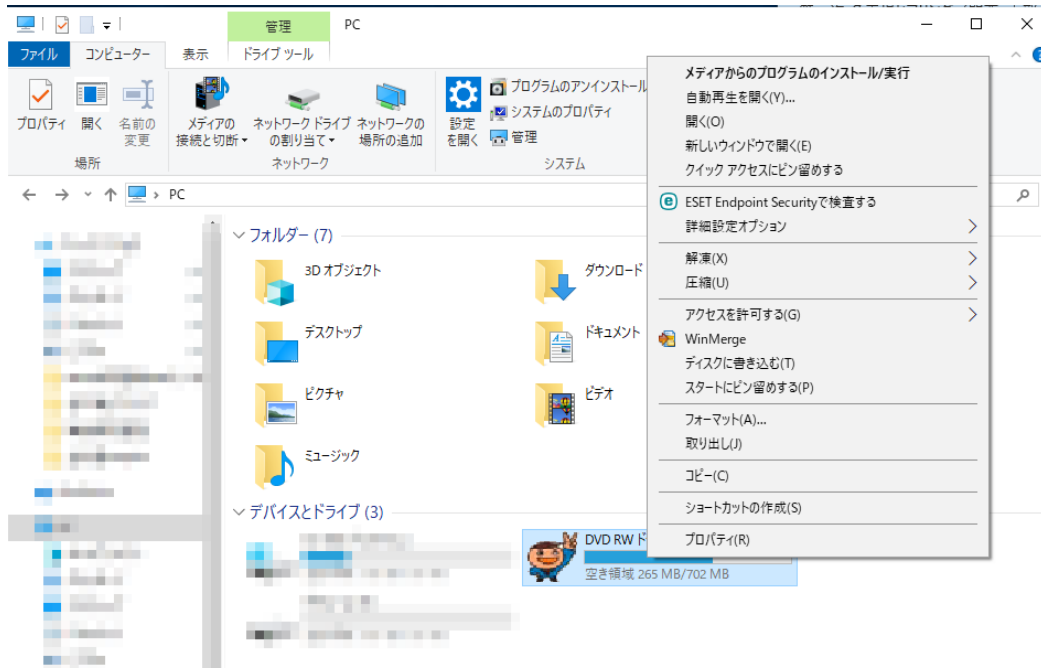 管理
PC
ファイル
コンピューター
表示
ドライブ ツール
プロパティ
開く
名前の
変更
メディアの
接続と切断
ネットワーク ドライブ
の割り当て
ネットワークの
場所の追加
設定
を開く
プログラムのアンインストール
システムのプロパティ
管理
場所
ネットワーク
システム
PC
フォルダー (7)
3D オブジェクト
ダウンロード
デスクトップ
ドキュメント
ピクチャ
ビデオ
ミュージック
デバイスとドライブ (3)
DVD RW
空き領域 265 MB/702 MB
メディアからのプログラムのインストール/実行
自動再生を開く(Y)...
開く(O)
新しいウィンドウで開く(E)
クイック アクセスにピン留めする
ESET Endpoint Securityで検査する
詳細設定オプション
解凍(X)
圧縮(U)
アクセスを許可する(G)
WinMerge
ディスクに書き込む(T)
スタートにピン留めする(P)
フォーマット(A)...
取り出し(J)
コピー(C)
ショートカットの作成(S)
プロパティ(R)